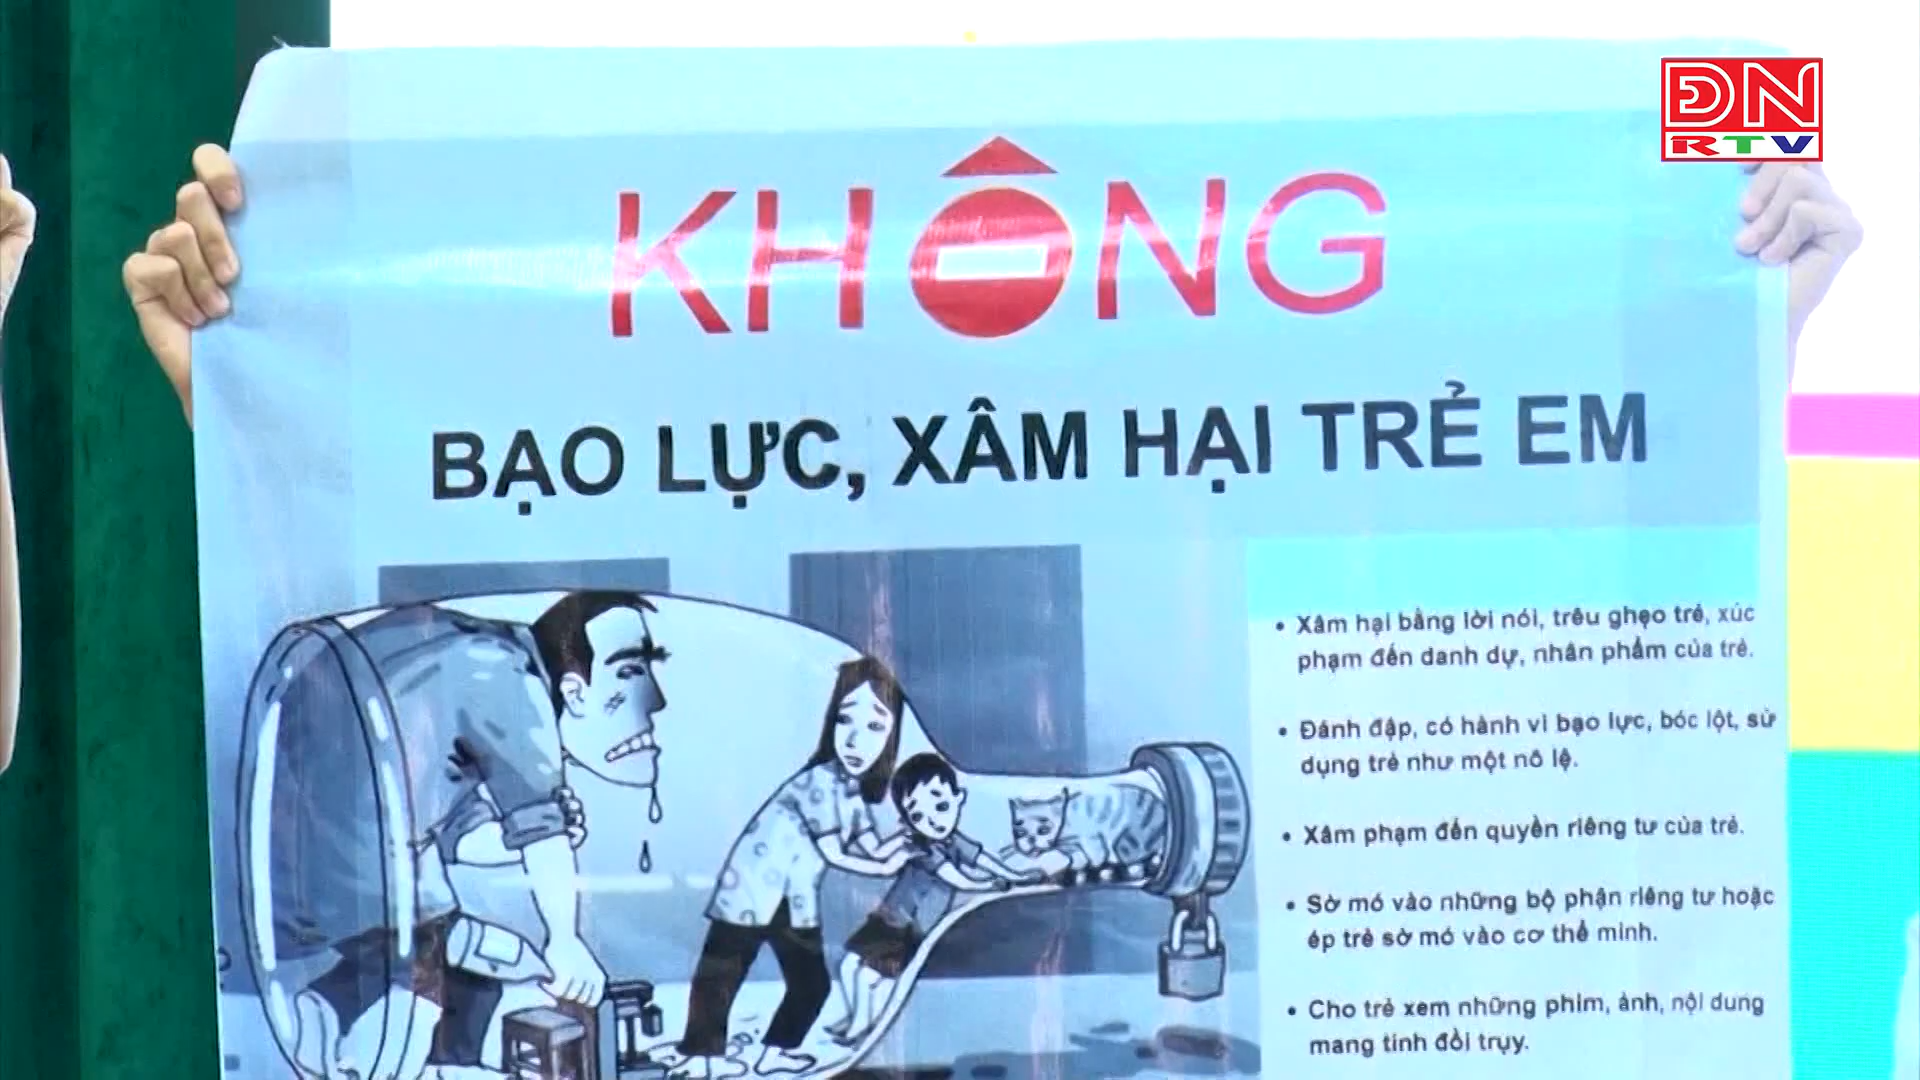 ĐN
RTV
KHÔNG
BẠO LỰC, XÂM HẠI TRẺ EM
• Xâm hại bằng lời nói, trêu ghẹo trẻ, xúc
phạm đến danh dự, nhân phẩm của trẻ.
• Đánh đập, có hành vi bạo lực, bóc lột, sử
dụng trẻ như một nô lệ.
• Xâm phạm đến quyền riêng tư của trẻ.
• Sờ mó vào những bộ phận riêng tư hoặc
ép trẻ sờ mó vào cơ thể mình.
• Cho trẻ xem những phim, ảnh, nội dung
mang tính đồi trụy.